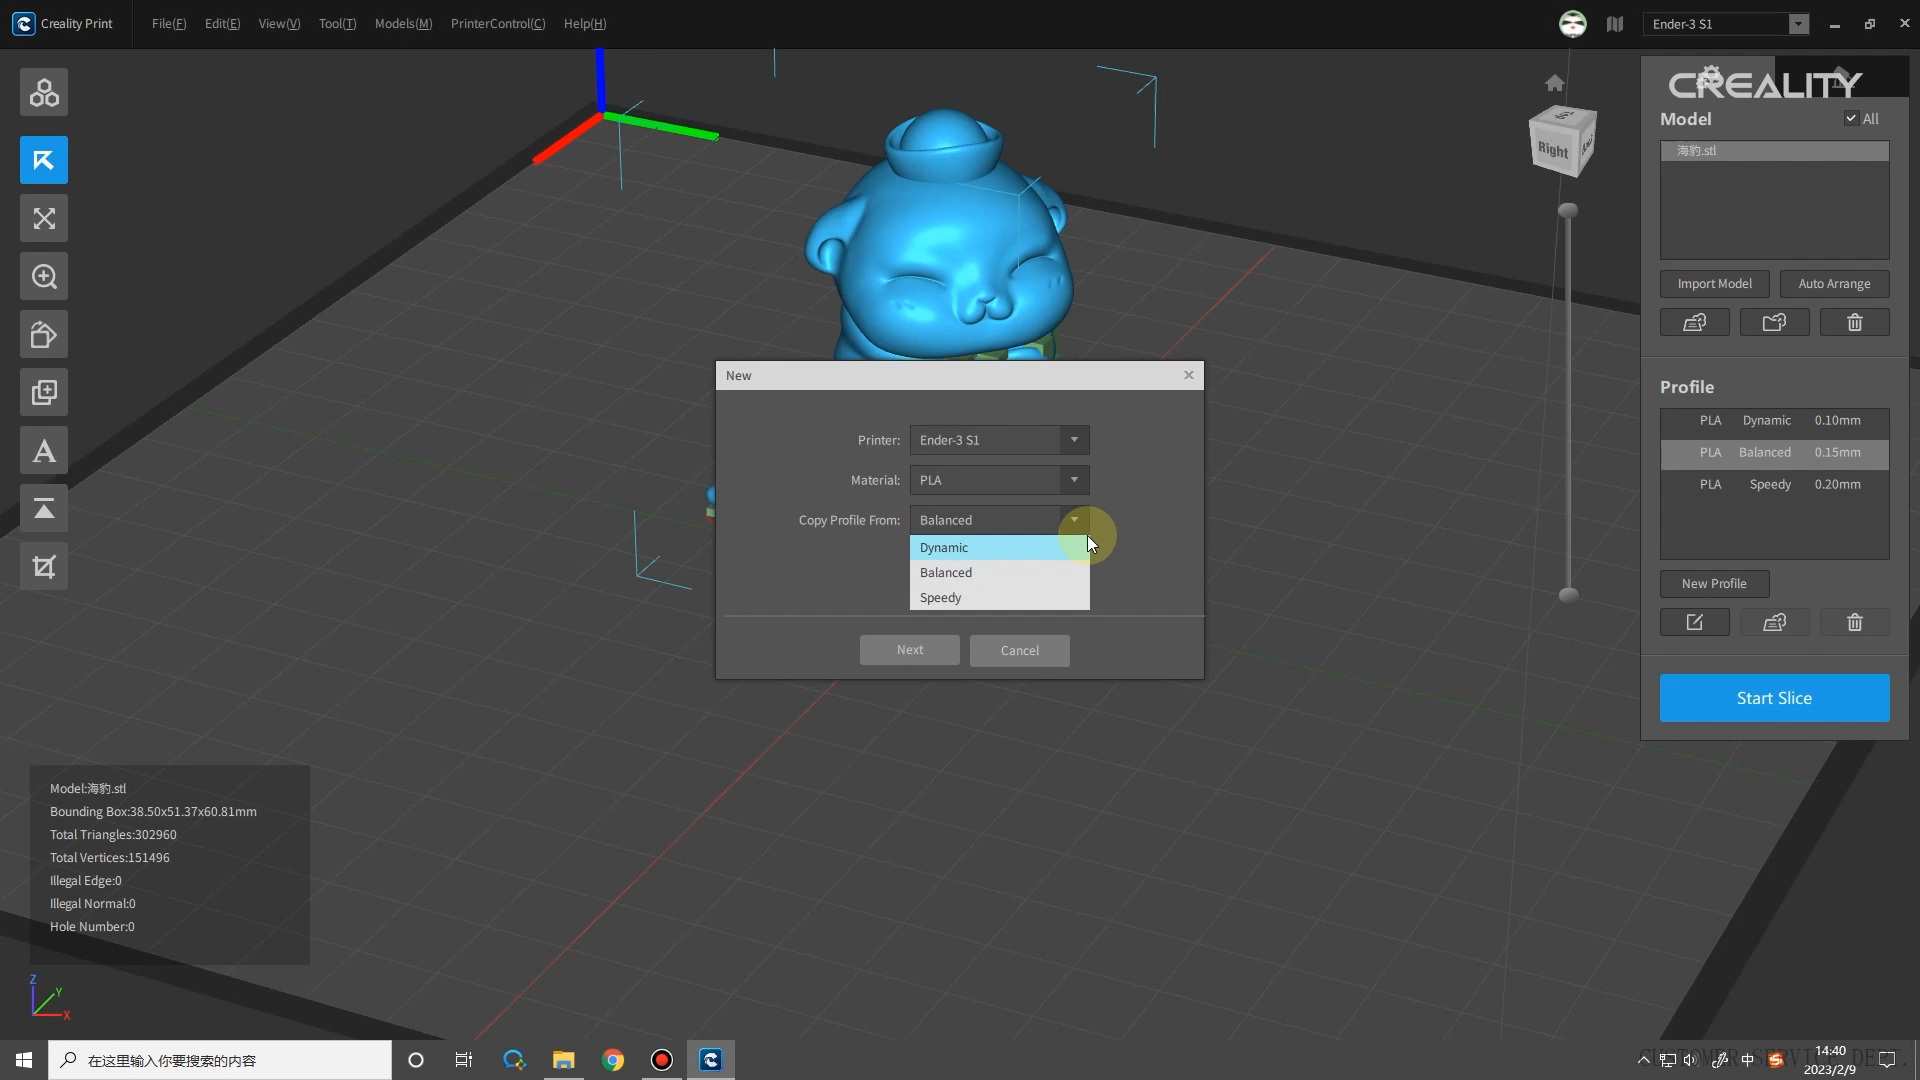 Creality Print
File(F) Edit(E) View(V) Tool(T) Models(M) PrinterControl(C) Help(H)
Ender-3 S1
CREALITY
Model
All
海豹.stl
Right
Import Model
Auto Arrange
Profile
PLA Dynamic 0.10mm
PLA Balanced 0.15mm
PLA Speedy 0.20mm
New Profile
Start Slice
New
Printer: Ender-3 S1
Material: PLA
Copy Profile From: Balanced
Dynamic
Balanced
Speedy
Next
Cancel
Model:海豹.stl
Bounding Box:38.50x51.37x60.81mm
Total Triangles:302960
Total Vertices:151496
Illegal Edge:0
Illegal Normal:0
Hole Number:0
Z
Y
X
在这里输入你要搜索的内容
中
CUSTOMER SERVICE DEPT.
14:40
2023/2/9